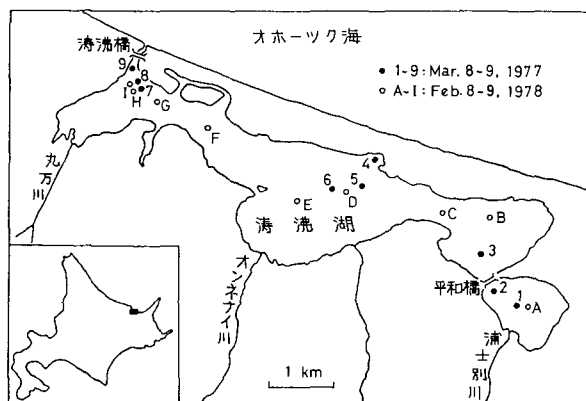 オホーツク海
● 1~9: Mar. 8~9, 1977
○ A~I: Feb. 8~9, 1978
涛沸橋
9
8
I
7
H
G
F
4
丸万川
6
5
D
E
C
B
涛沸湖
3
オンネナイ川
平和橋
2
1
A
浦士別川
1 km